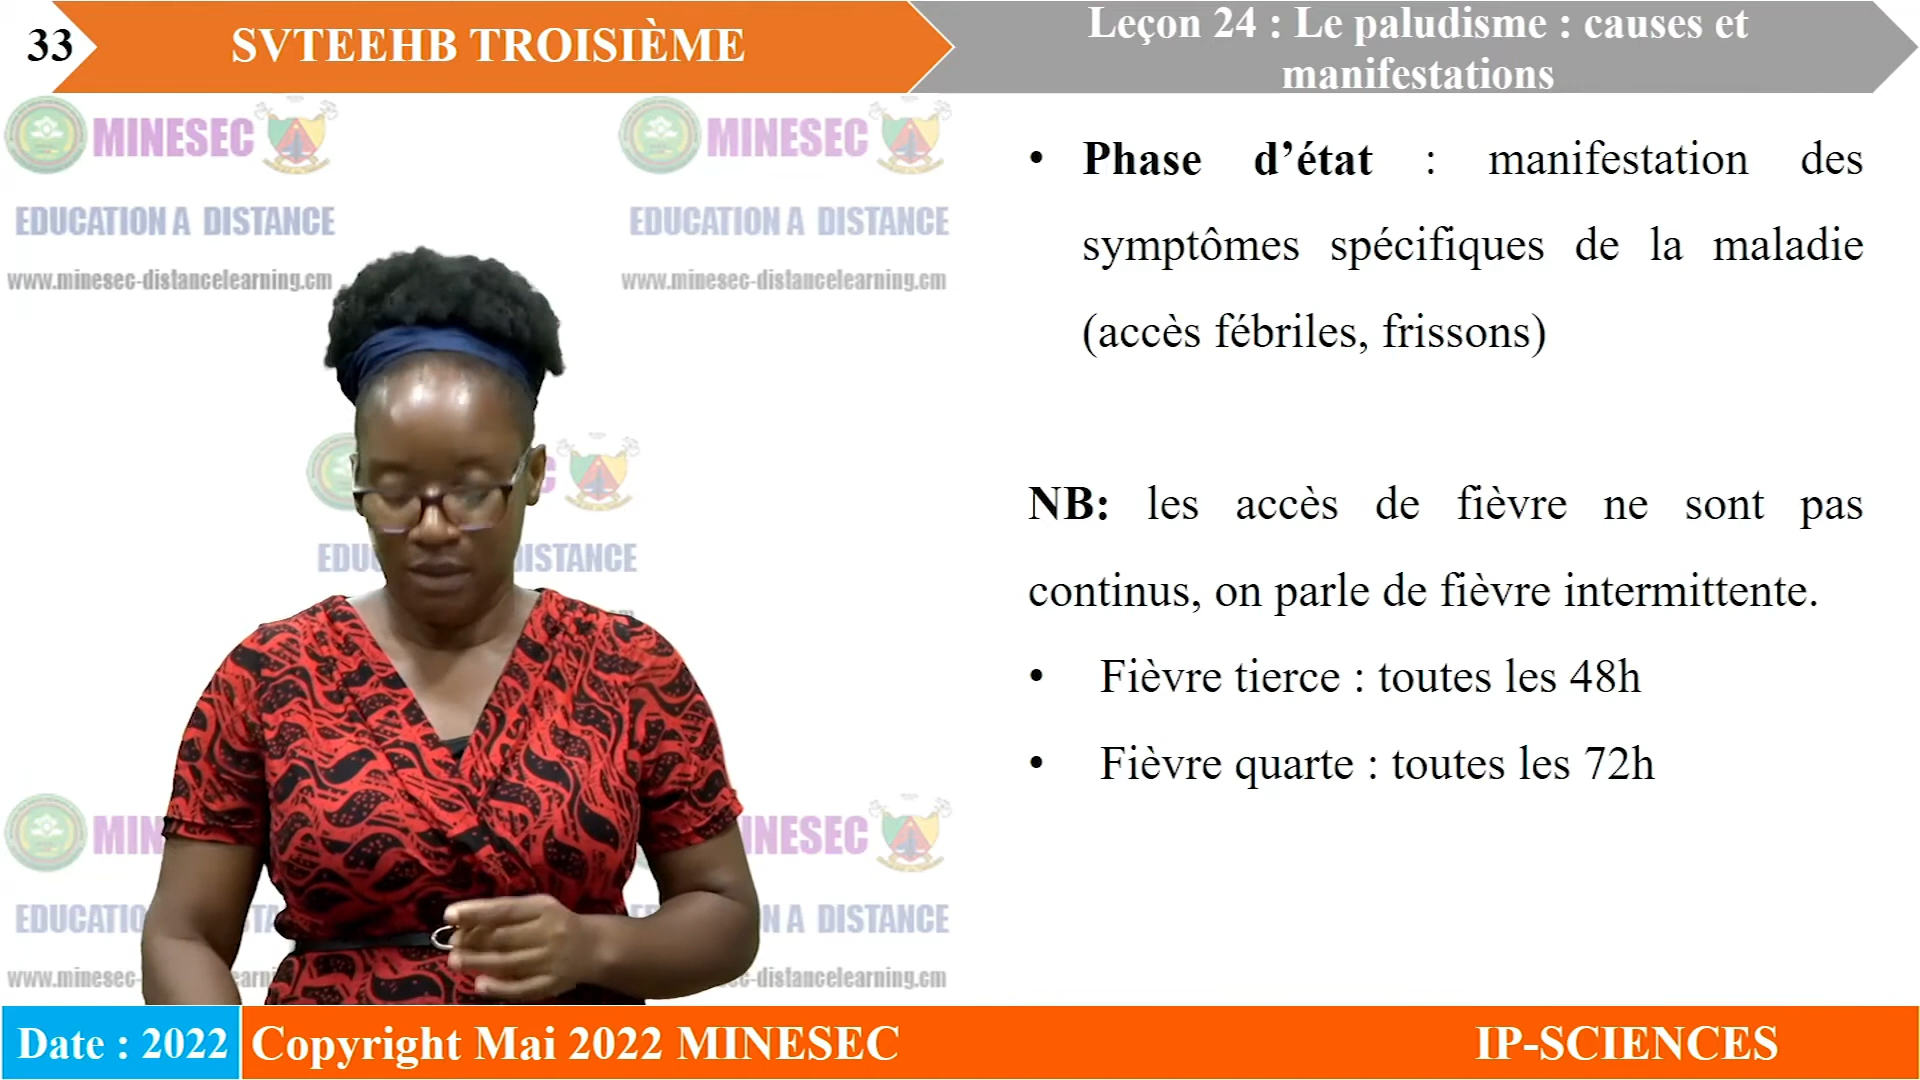 33
SVTEEHB TROISIÈME
Leçon 24 : Le paludisme : causes et
manifestations
MINESEC
EDUCATION A DISTANCE
www.minesec-distancelearning.cm
MINESEC
EDUCATION A DISTANCE
www.minesec-distancelearning.cm
• Phase d’état : manifestation des
symptômes spécifiques de la maladie
(accès fébriles, frissons)
NB: les accès de fièvre ne sont pas
continus, on parle de fièvre intermittente.
• Fièvre tierce : toutes les 48h
• Fièvre quarte : toutes les 72h
Date : 2022
Copyright Mai 2022 MINESEC
IP-SCIENCES